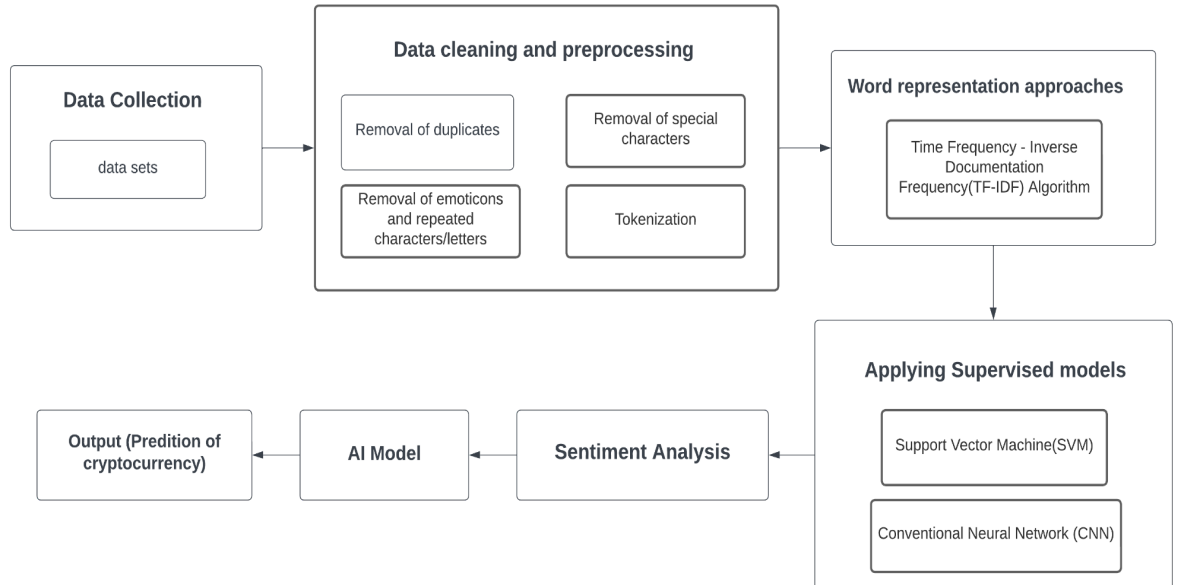 Data Collection
data sets
Data cleaning and preprocessing
Removal of duplicates
Removal of special
characters
Removal of emoticons
and repeated
characters/letters
Tokenization
Word representation approaches
Time Frequency - Inverse
Documentation
Frequency(TF-IDF) Algorithm
Applying Supervised models
Support Vector Machine(SVM)
Conventional Neural Network (CNN)
Sentiment Analysis
AI Model
Output (Predition of
cryptocurrency)